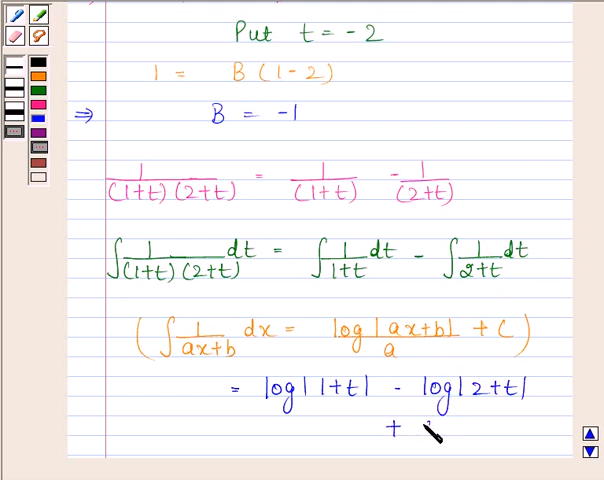 Put t = -2
1 = B (1-2)
⇒ B = -1
1/((1+t)(2+t)) = 1/(1+t) - 1/(2+t)
∫ 1/((1+t)(2+t)) dt = ∫ 1/(1+t) dt - ∫ 1/(2+t) dt
( ∫ 1/(ax+b) dx = log|ax+b|/a + C )
= log|1+t| - log|2+t|
+